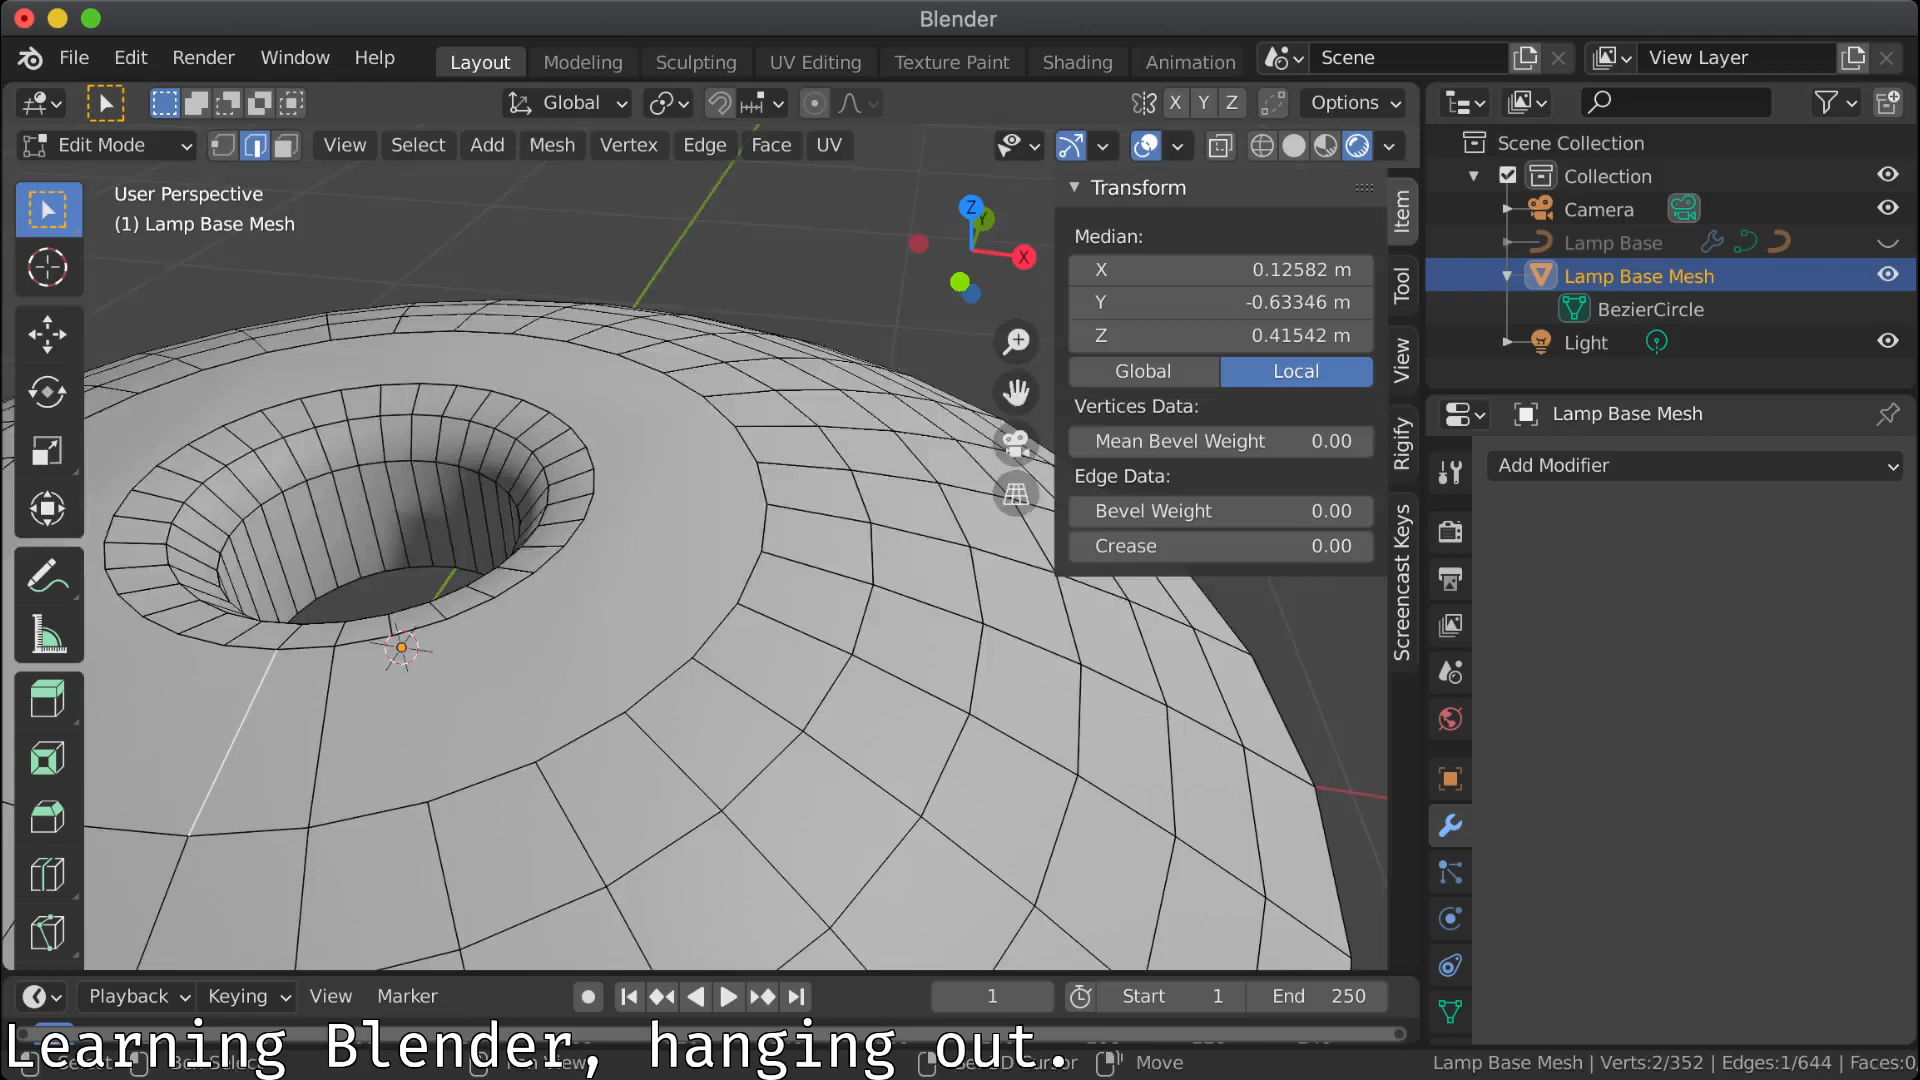 Blender
File Edit Render Window Help Layout Modeling Sculpting UV Editing Texture Paint Shading Animation Scene View Layer
Global X Y Z Options
Edit Mode View Select Add Mesh Vertex Edge Face UV
User Perspective
(1) Lamp Base Mesh
Z
Y
X
Transform
Median:
X 0.12582 m
Y -0.63346 m
Z 0.41542 m
Global Local
Vertices Data:
Mean Bevel Weight 0.00
Edge Data:
Bevel Weight 0.00
Crease 0.00
Item
Tool
View
Rigify
Screencast Keys
Scene Collection
Collection
Camera
Lamp Base
Lamp Base Mesh
BezierCircle
Light
Lamp Base Mesh
Add Modifier
Playback Keying View Marker 1 Start 1 End 250
Learning Blender, hanging out.
Move
Lamp Base Mesh | Verts:2/352 | Edges:1/644 | Faces:0